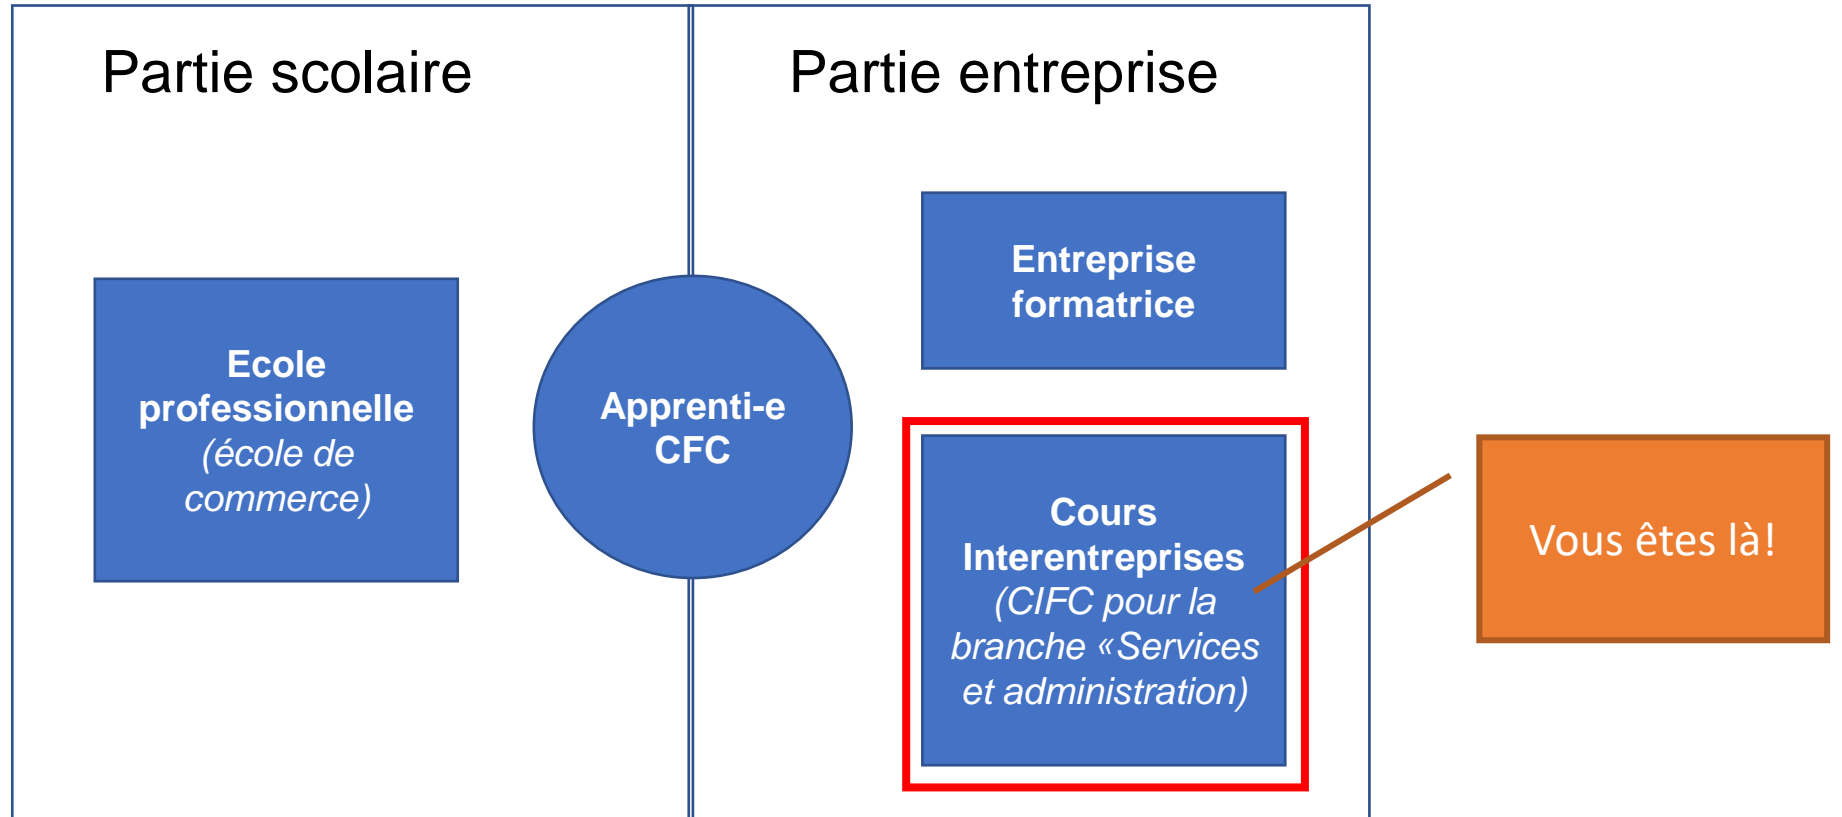 Partie scolaire
Partie entreprise
Ecole
professionnelle
(école de
commerce)
Apprenti-e
CFC
Entreprise
formatrice
Cours
Interentreprises
(CIFC pour la
branche «Services
et administration)
Vous êtes là!